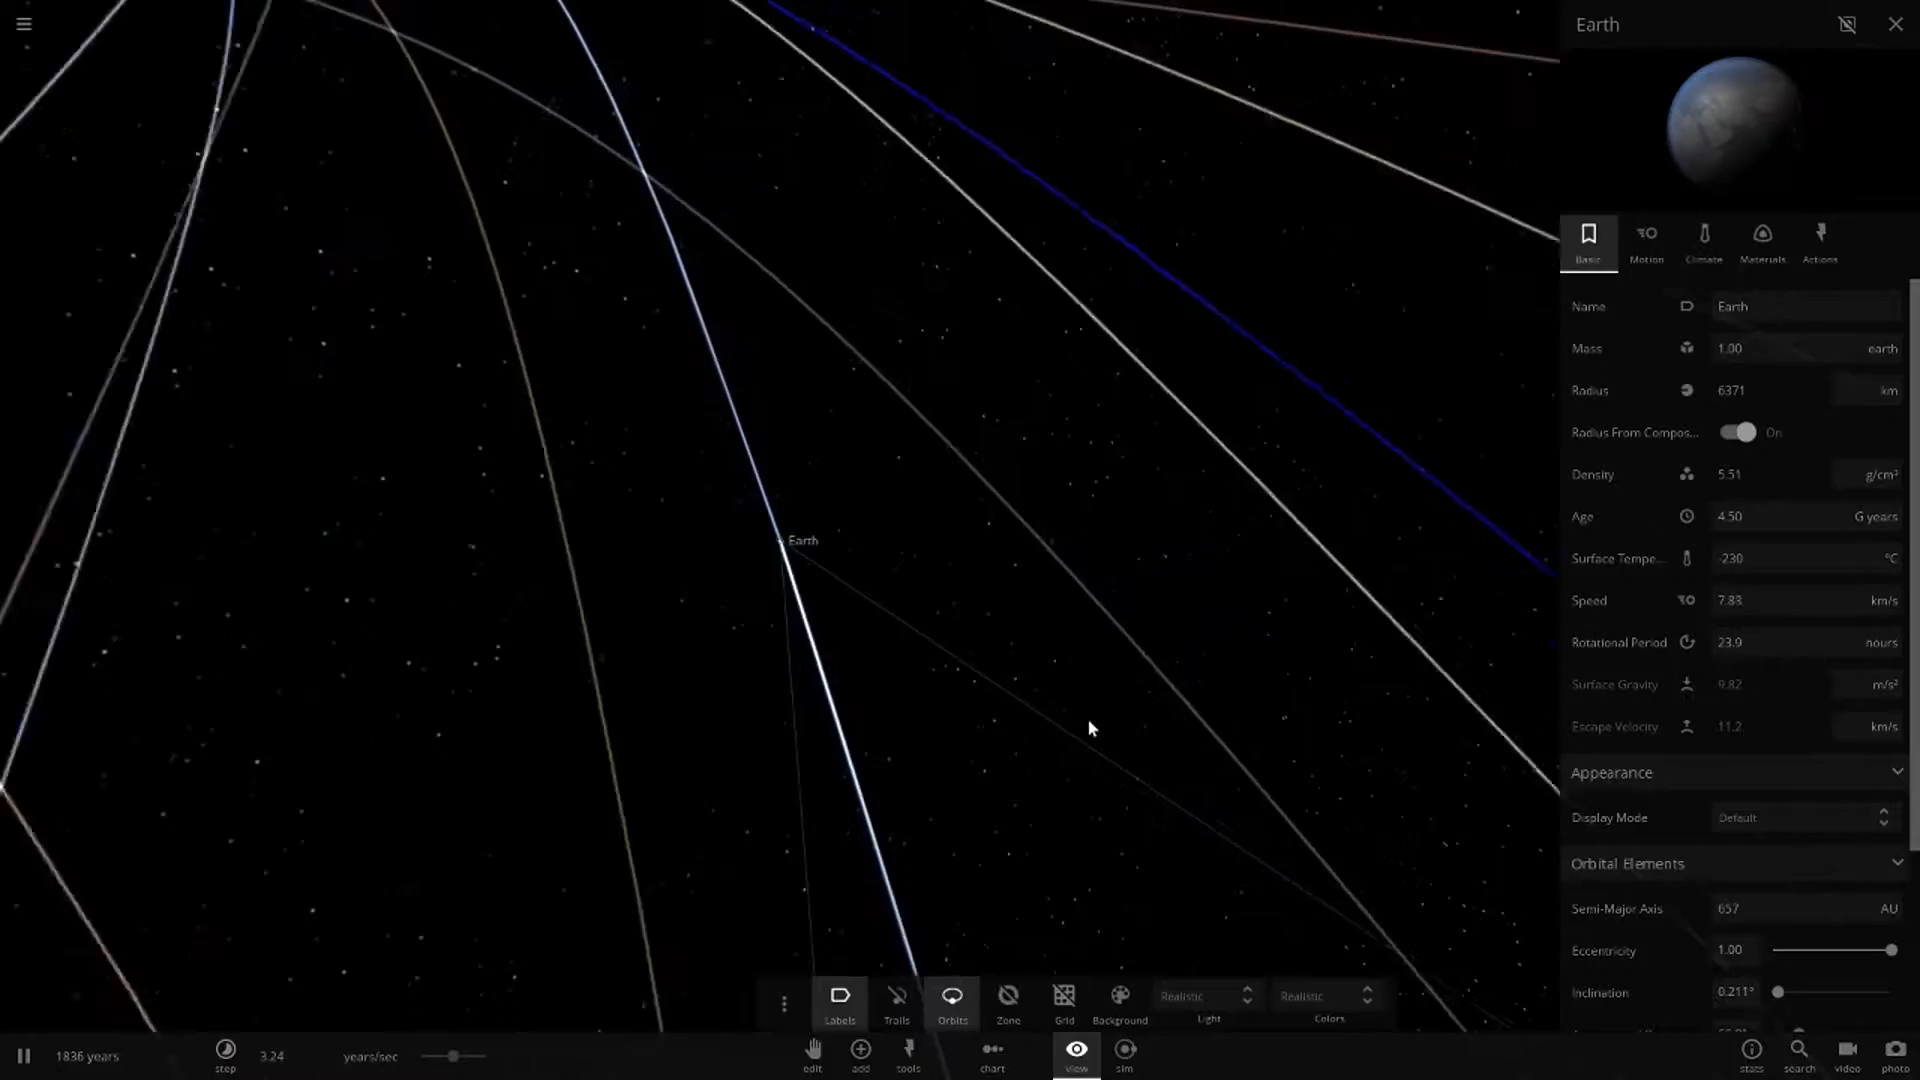 Earth
Basic
Motion
Climate
Materials
Actions
Name Earth
Mass 1.00 earth
Radius 6371 km
Radius From Compos... On
Density 5.51 g/cm³
Age 4.50 G years
Surface Tempe... -230 °C
Speed 7.83 km/s
Rotational Period 23.9 hours
Surface Gravity 9.82 m/s²
Escape Velocity 11.2 km/s
Appearance
Display Mode Default
Orbital Elements
Semi-Major Axis 657 AU
Eccentricity 1.00
Inclination 0.211°
Earth
Labels
Trails
Orbits
Zone
Grid
Background
Realistic
Light
Realistic
Colors
1836 years
step
3.24 years/sec
edit
add
tools
chart
view
sim
stats
search
video
photo